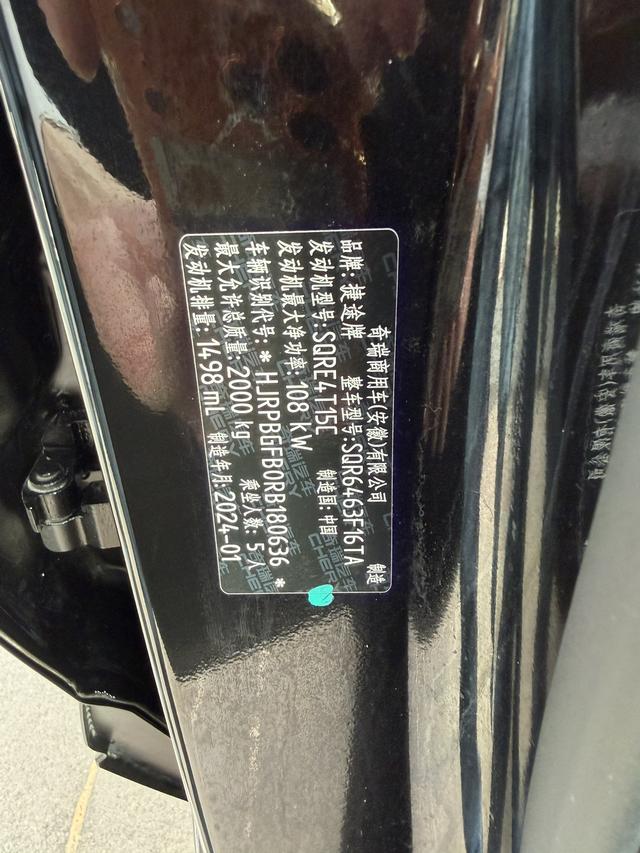 奇瑞商用车(安徽)有限公司 制造
品牌:捷途牌 整车型号:SQR6463F16TA
发动机型号:SQRE4T15C 制造国:中国
发动机最大净功率:108 kW
车辆识别代号:* HJRPBGFB0RB180636 *
最大允许总质量:2000 kg 乘坐人数:5人
发动机排量:1498 mL 制造年月:2024-01